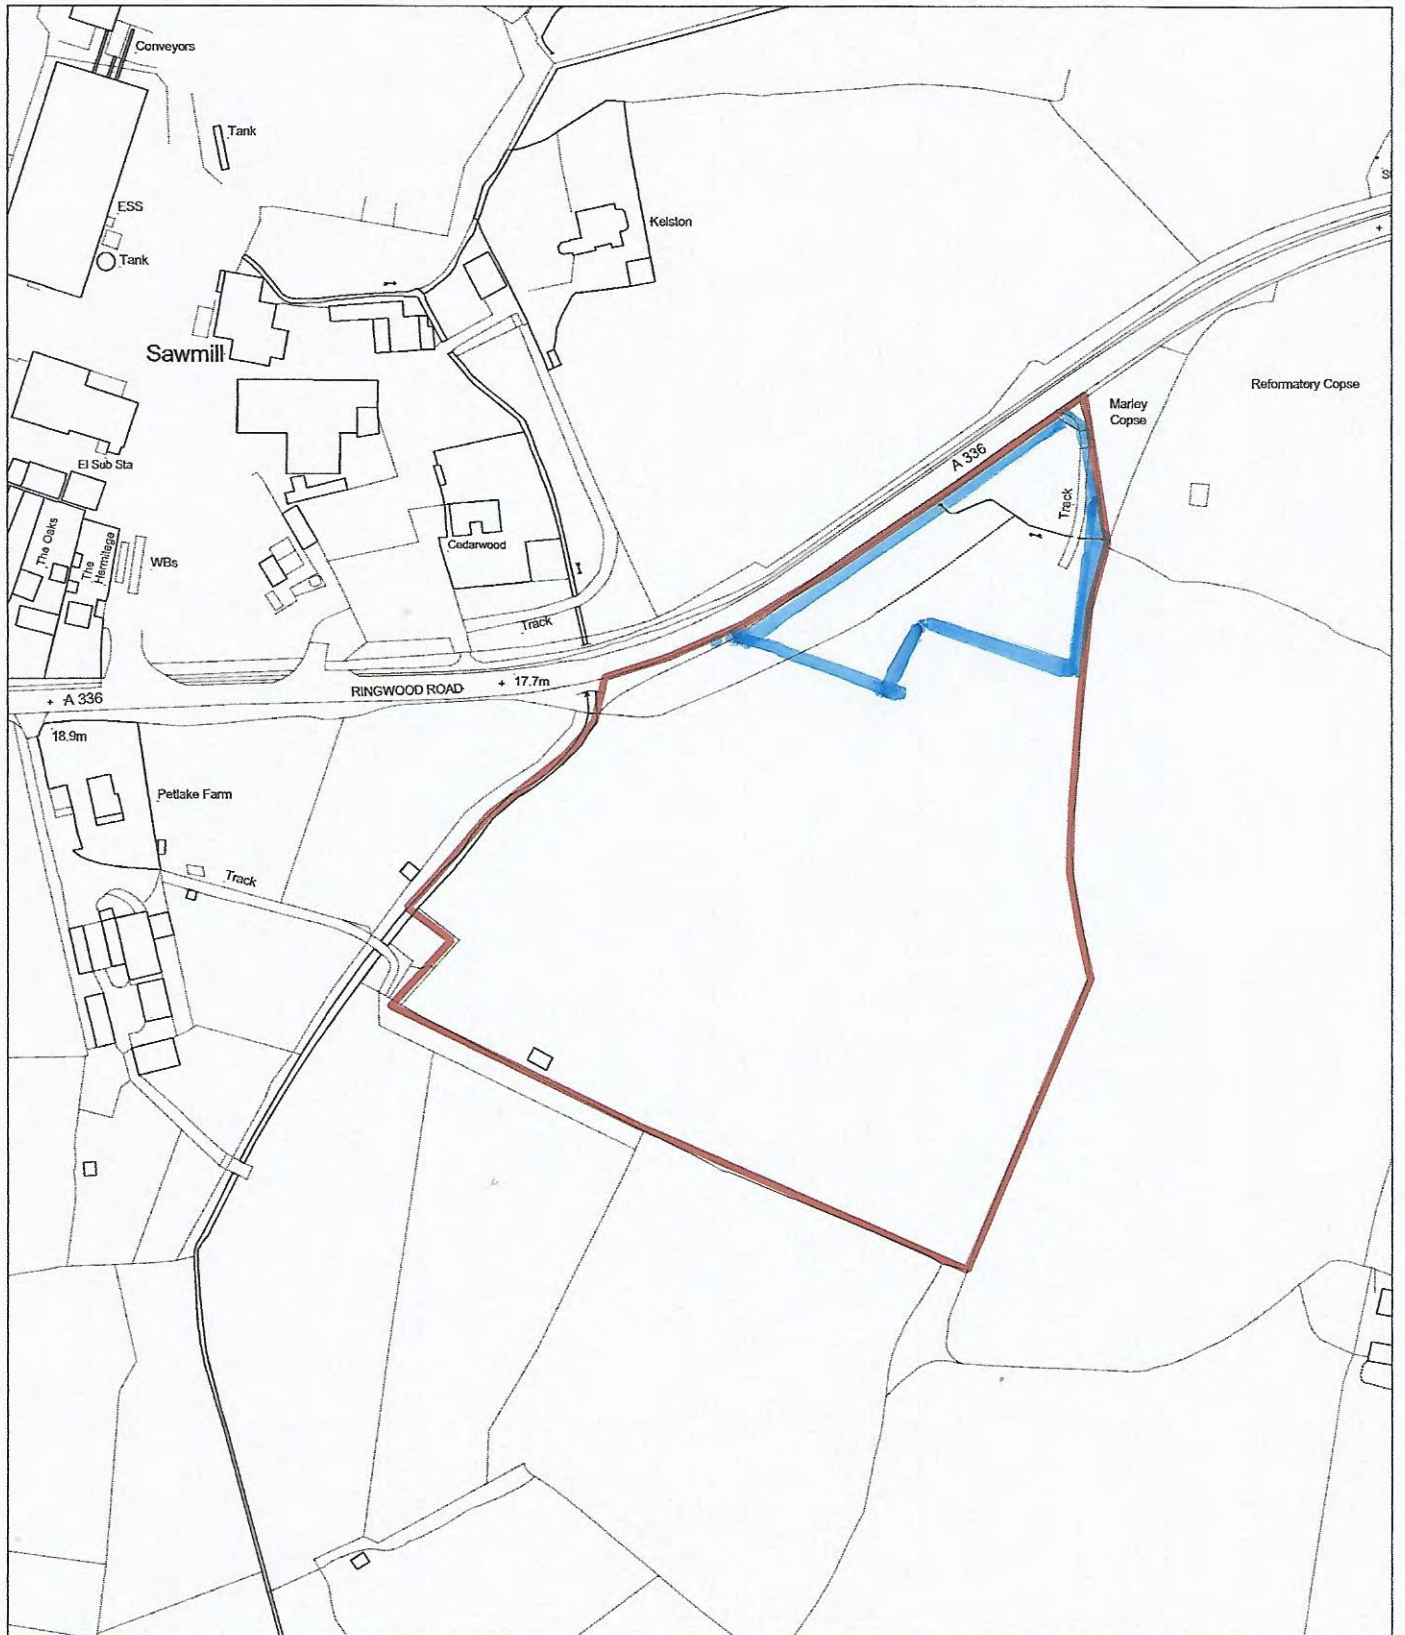 Conveyors
Tank
ESS
Tank
Kelston
Sawmill
Reformatory Copse
Marley
Copse
A 336
El Sub Sta
The Oaks
The
Hermitage
WBs
Cedarwood
Track
Track
RINGWOOD ROAD
+ 17.7m
+ A 336
18.9m
Petlake Farm
Track